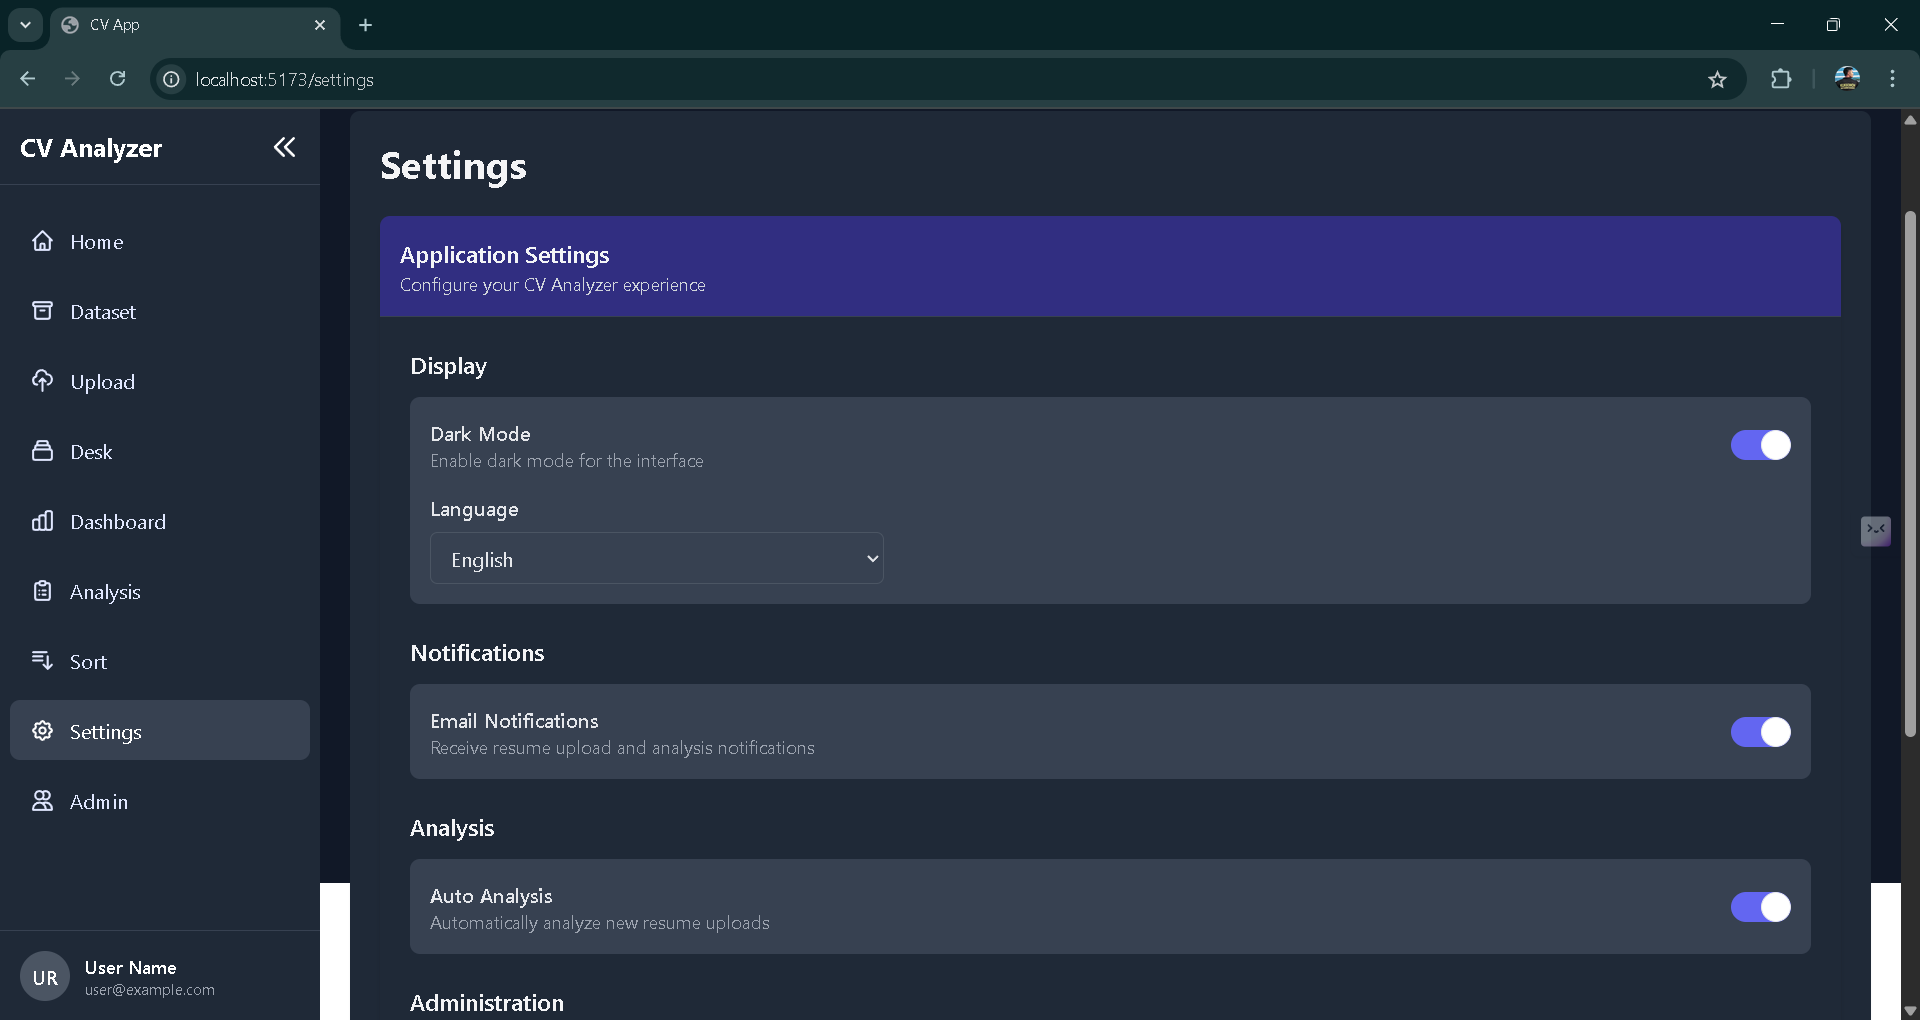 CV App
localhost:5173/settings
CV Analyzer
Home
Dataset
Upload
Desk
Dashboard
Analysis
Sort
Settings
Admin
UR
User Name
user@example.com
Settings
Application Settings
Configure your CV Analyzer experience
Display
Dark Mode
Enable dark mode for the interface
Language
English
Notifications
Email Notifications
Receive resume upload and analysis notifications
Analysis
Auto Analysis
Automatically analyze new resume uploads
Administration